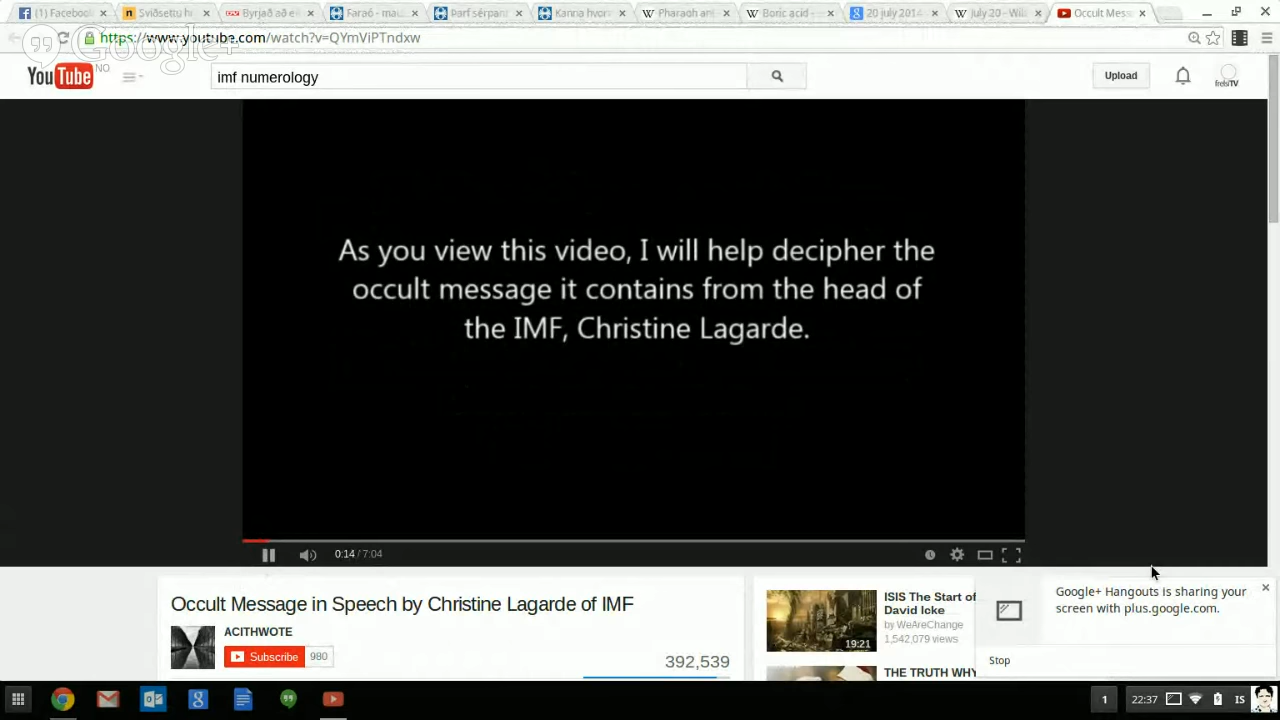 (1) Facebook
Sviðsettu h
Byrjað að e
Faraó - mau
Þarf sérpan
Kanna hvor
Pharaoh an
Boric acid -
20 july 2014
July 20 - Wil
Occult Mess
Google+
https://www.youtube.com/watch?v=QYmViPTndxw
YouTube NO
imf numerology
Upload
frelsiTV
As you view this video, I will help decipher the
occult message it contains from the head of
the IMF, Christine Lagarde.
0:14 / 7:04
Occult Message in Speech by Christine Lagarde of IMF
ACITHWOTE
Subscribe 980
392,539
19:21
ISIS The Start of
David Icke
by WeAreChange
1,542,079 views
THE TRUTH WHY
Google+ Hangouts is sharing your
screen with plus.google.com.
Stop
1
22:37
IS